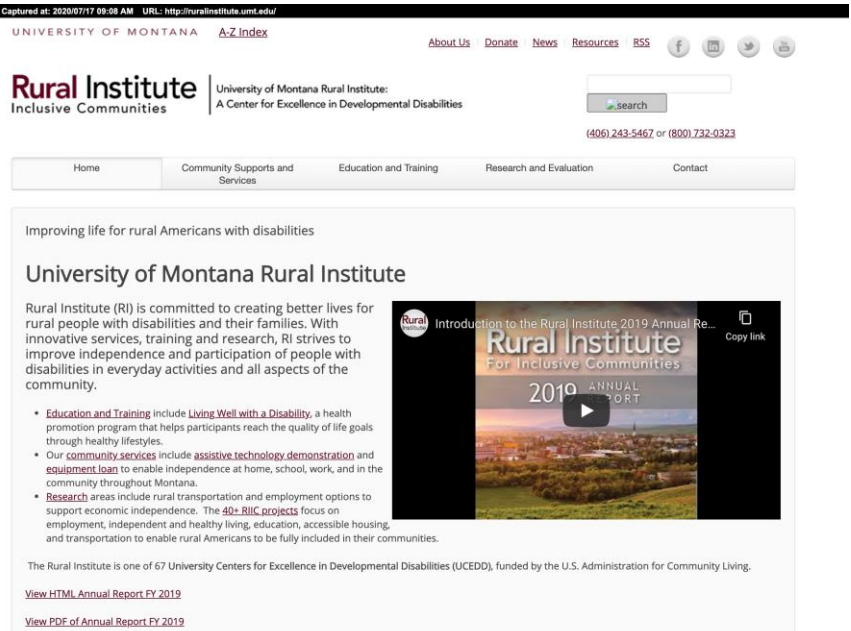 Captured at: 2020/07/17 09:08 AM URL: http://ruralinstitute.umt.edu/
UNIVERSITY OF MONTANA A-Z Index
About Us Donate News Resources RSS
Rural Institute
Inclusive Communities
University of Montana Rural Institute:
A Center for Excellence in Developmental Disabilities
search
(406) 243-5467 or (800) 732-0323
Home
Community Supports and
Services
Education and Training
Research and Evaluation
Contact
Improving life for rural Americans with disabilities
University of Montana Rural Institute
Rural Institute (RI) is committed to creating better lives for
rural people with disabilities and their families. With
innovative services, training and research, RI strives to
improve independence and participation of people with
disabilities in everyday activities and all aspects of the
community.
• Education and Training include Living Well with a Disability, a health
promotion program that helps participants reach the quality of life goals
through healthy lifestyles.
• Our community services include assistive technology demonstration and
equipment loan to enable independence at home, school, work, and in the
community throughout Montana.
• Research areas include rural transportation and employment options to
support economic independence. The 40+ RIIC projects focus on
employment, independent and healthy living, education, accessible housing,
and transportation to enable rural Americans to be fully included in their communities.
Rural
Institute
Introduction to the Rural Institute 2019 Annual Re...
Copy link
Rural Institute
For Inclusive Communities
2019 ANNUAL
REPORT
The Rural Institute is one of 67 University Centers for Excellence in Developmental Disabilities (UCEDD), funded by the U.S. Administration for Community Living.
View HTML Annual Report FY 2019
View PDF of Annual Report FY 2019